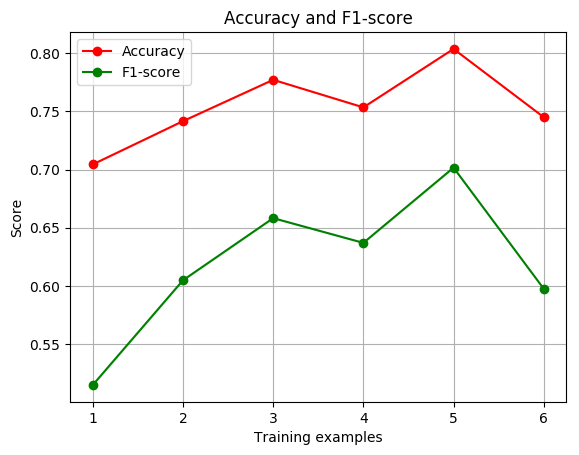 Accuracy and F1-score
Accuracy
F1-score
Score
0.80
0.75
0.70
0.65
0.60
0.55
1 2 3 4 5 6
Training examples